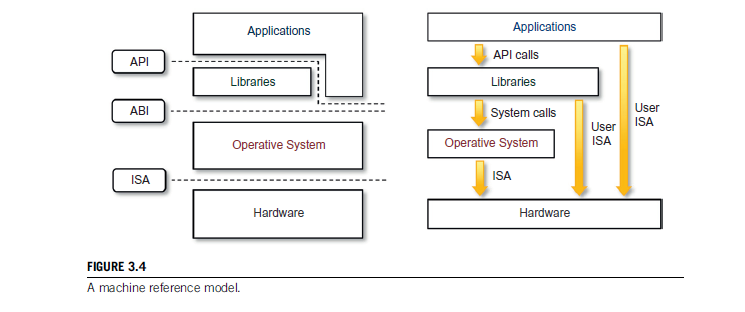 Applications
API
Libraries
ABI
Operative System
ISA
Hardware
Applications
API calls
Libraries
System calls
User
ISA
User
ISA
Operative System
ISA
Hardware
FIGURE 3.4
A machine reference model.